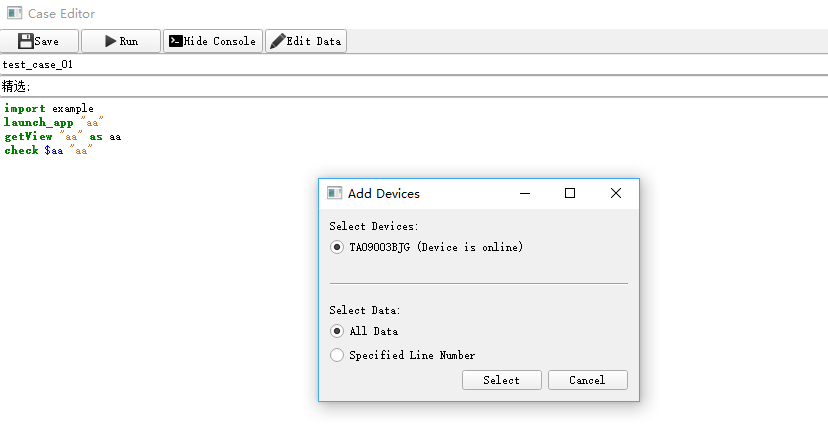 Case Editor
Save Run Hide Console Edit Data
test_case_01
精选:
import example
launch_app "aa"
getView "aa" as aa
check $aa "aa"
Add Devices
Select Devices:
TA09003BJG (Device is online)
Select Data:
All Data
Specified Line Number
Select Cancel